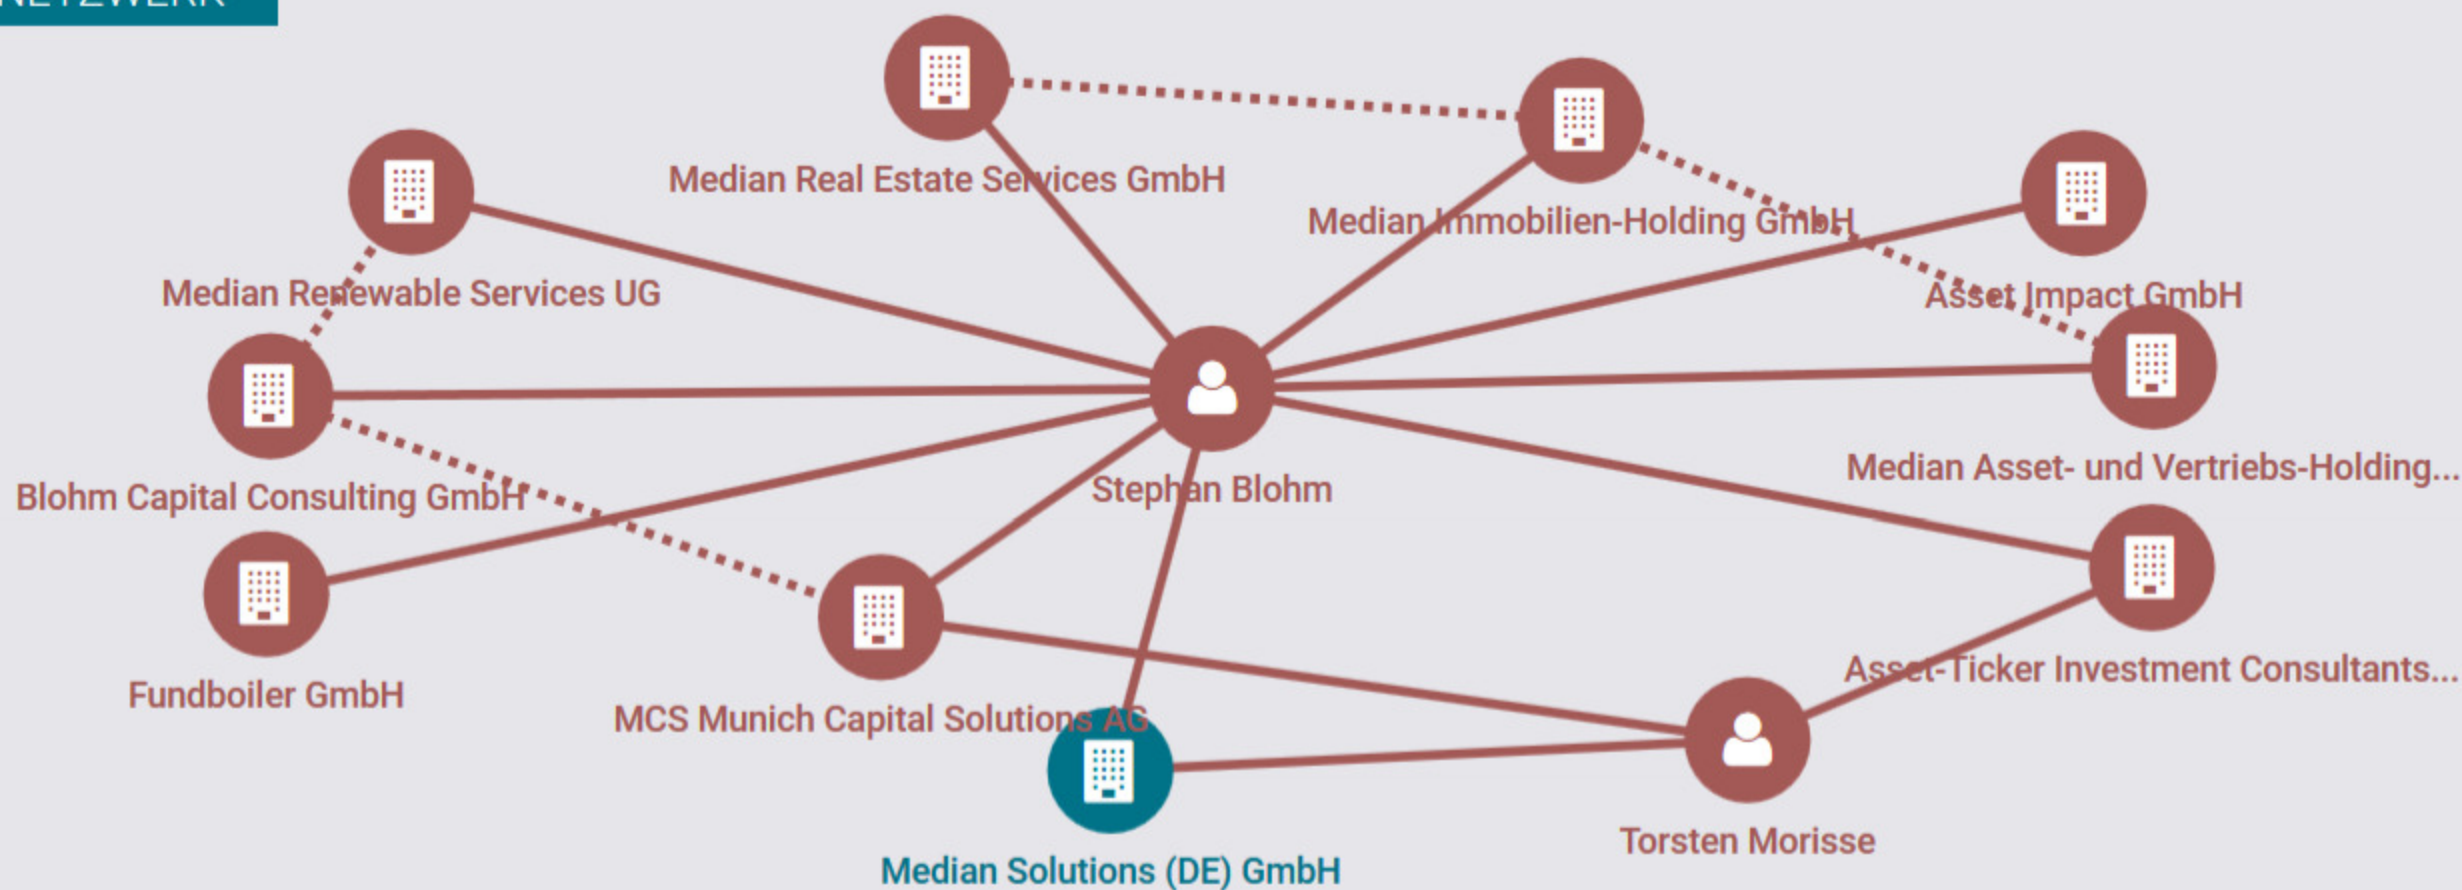 NETZWERK
Median Real Estate Services GmbH
Median Immobilien-Holding GmbH
Median Renewable Services UG
Asset Impact GmbH
Median Asset- und Vertriebs-Holding...
Stephan Blohm
Blohm Capital Consulting GmbH
Asset-Ticker Investment Consultants...
Fundboiler GmbH
MCS Munich Capital Solutions AG
Torsten Morisse
Median Solutions (DE) GmbH